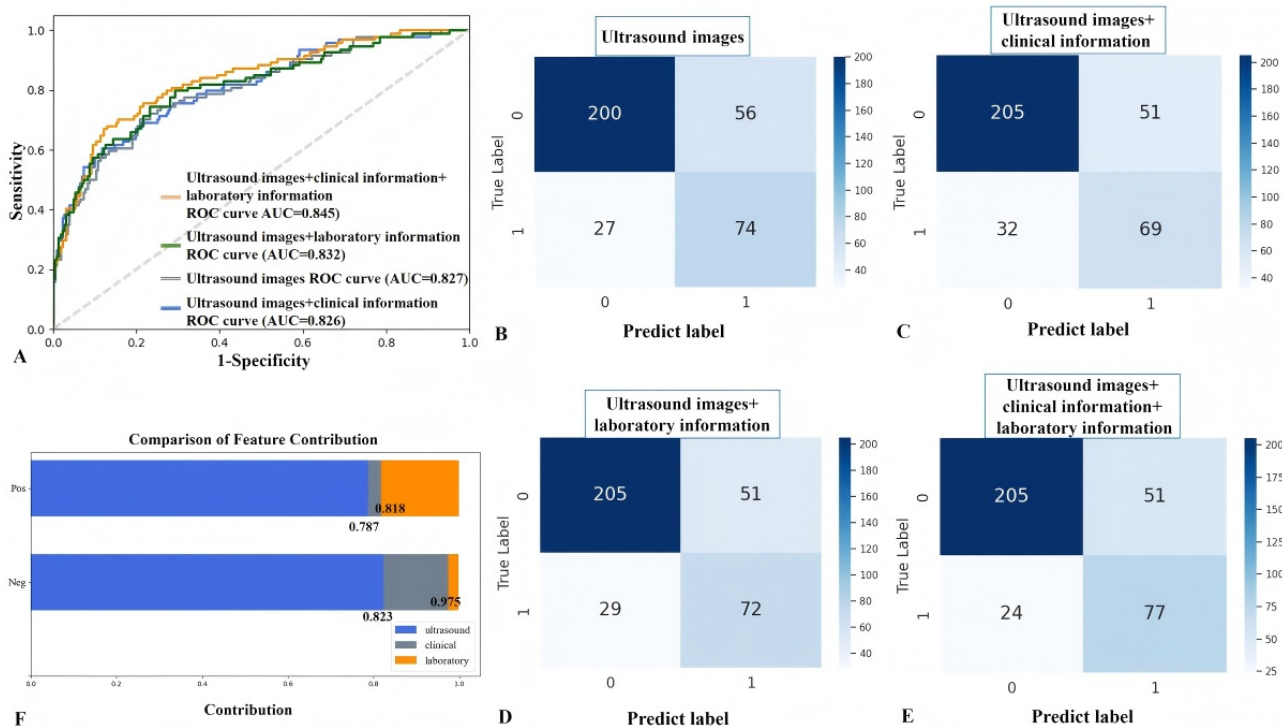 1.0
0.8
0.6
0.4
0.2
0.0
Sensitivity
Ultrasound images+clinical information+
laboratory information
ROC curve AUC=0.845)
Ultrasound images+laboratory information
ROC curve (AUC=0.832)
Ultrasound images ROC curve (AUC=0.827)
Ultrasound images+clinical information
ROC curve (AUC=0.826)
0.0 0.2 0.4 0.6 0.8 1.0
1-Specificity
A
Ultrasound images
200 56
27 74
True Label
0
1
0 1
Predict label
B
200
180
160
140
120
100
80
60
40
Ultrasound images+
clinical information
205 51
32 69
True Label
0
1
0 1
Predict label
C
200
180
160
140
120
100
80
60
40
Comparison of Feature Contribution
Pos
0.818
0.787
Neg
0.975
0.823
ultrasound
clinical
laboratory
0.0 0.2 0.4 0.6 0.8 1.0
Contribution
F
Ultrasound images+
laboratory information
205 51
29 72
True Label
0
1
0 1
Predict label
D
200
180
160
140
120
100
80
60
40
Ultrasound images+
clinical information+
laboratory information
205 51
24 77
True Label
0
1
0 1
Predict label
E
200
175
150
125
100
75
50
25